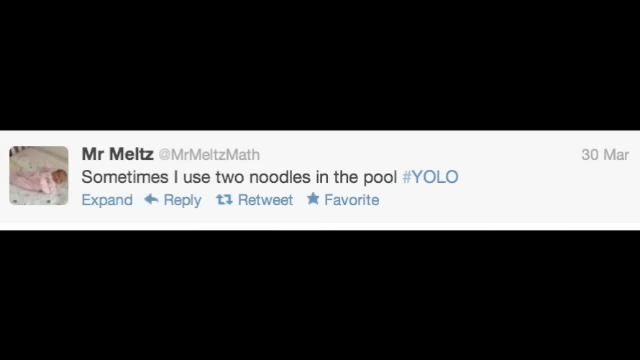 Mr Meltz @MrMeltzMath 30 Mar
Sometimes I use two noodles in the pool #YOLO
Expand Reply Retweet Favorite